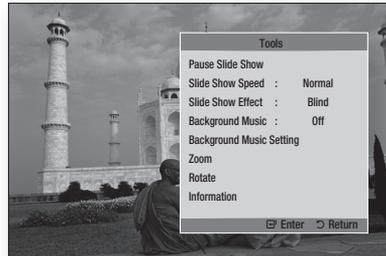 Tools
Pause Slide Show
Slide Show Speed : Normal
Slide Show Effect : Blind
Background Music : Off
Background Music Setting
Zoom
Rotate
Information
Enter Return